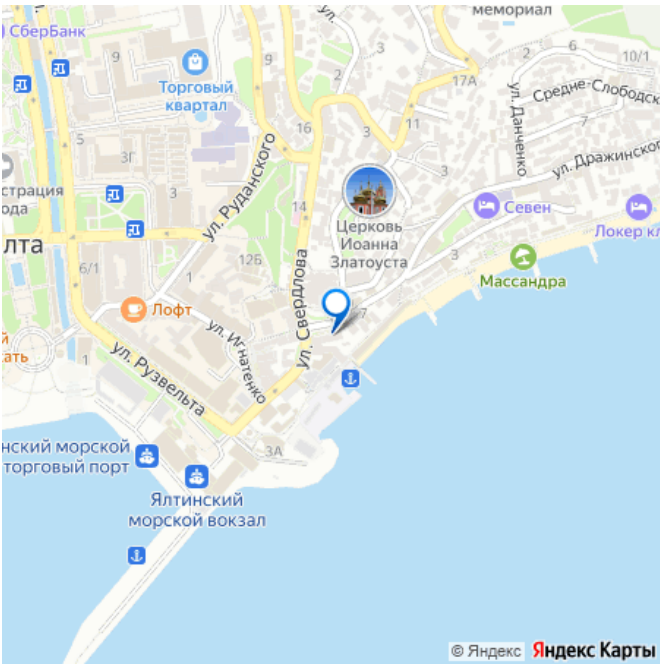 мемориал
СберБанк
9
2
6
10/1
Торговый
квартал
17А
ул. Данченко
Средне-Слободск
5
16
3
11
3Г
ул. Руданского
ул. Дражинского
страция
ода
3
14
Севен
Локер кл
Церковь
Иоанна
Златоуста
1
3
лта
6/1
12Б
ул. Свердлова
Массандра
Лофт
7
й
ать
1
ул. Игнатенко
ул. Рузвельта
нский морской
торговый порт
3А
Ялтинский
морской вокзал
© Яндекс
Яндекс Карты